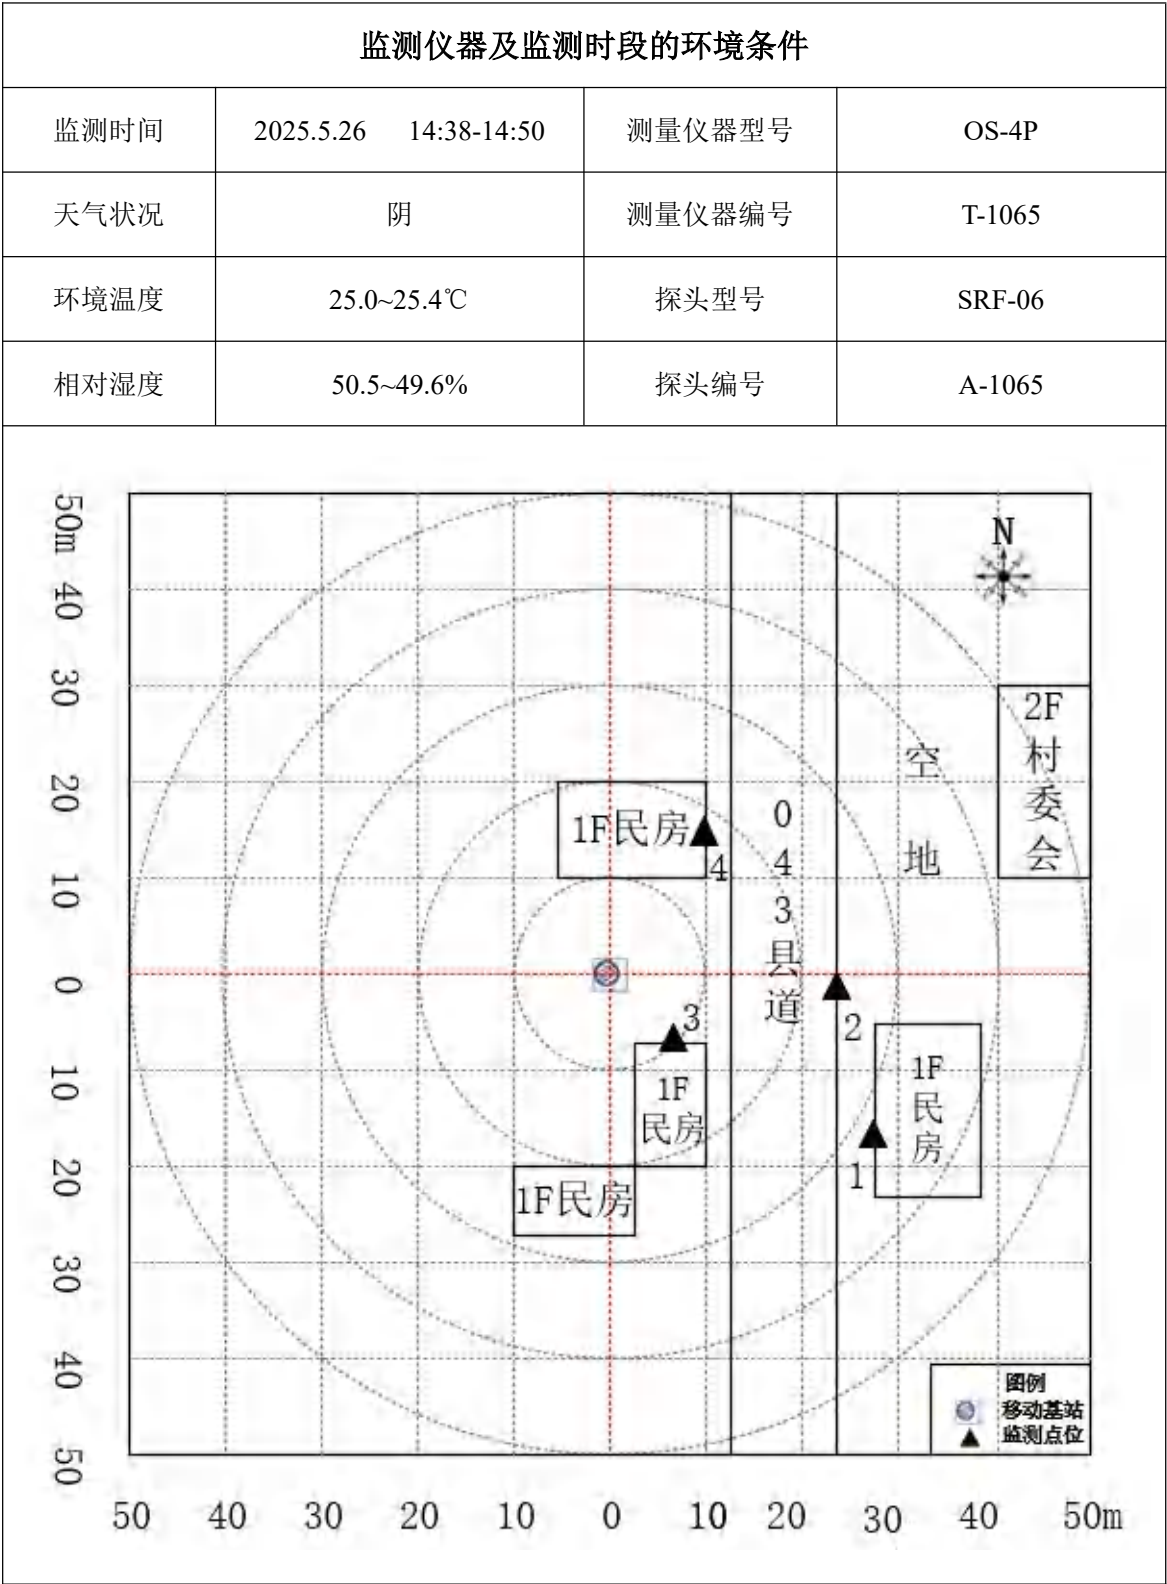 监测仪器及监测时段的环境条件
监测时间 2025.5.26 14:38-14:50 测量仪器型号 OS-4P
天气状况 阴 测量仪器编号 T-1065
环境温度 25.0~25.4℃ 探头型号 SRF-06
相对湿度 50.5~49.6% 探头编号 A-1065
50m
40
30
20
10
0
10
20
30
40
50
N
2F
村
委
会
空
地
0
4
3
县
道
1F民房
4
3
2
1F
民房
1F
民
房
1
1F民房
图例
移动基站
监测点位
50 40 30 20 10 0 10 20 30 40 50m